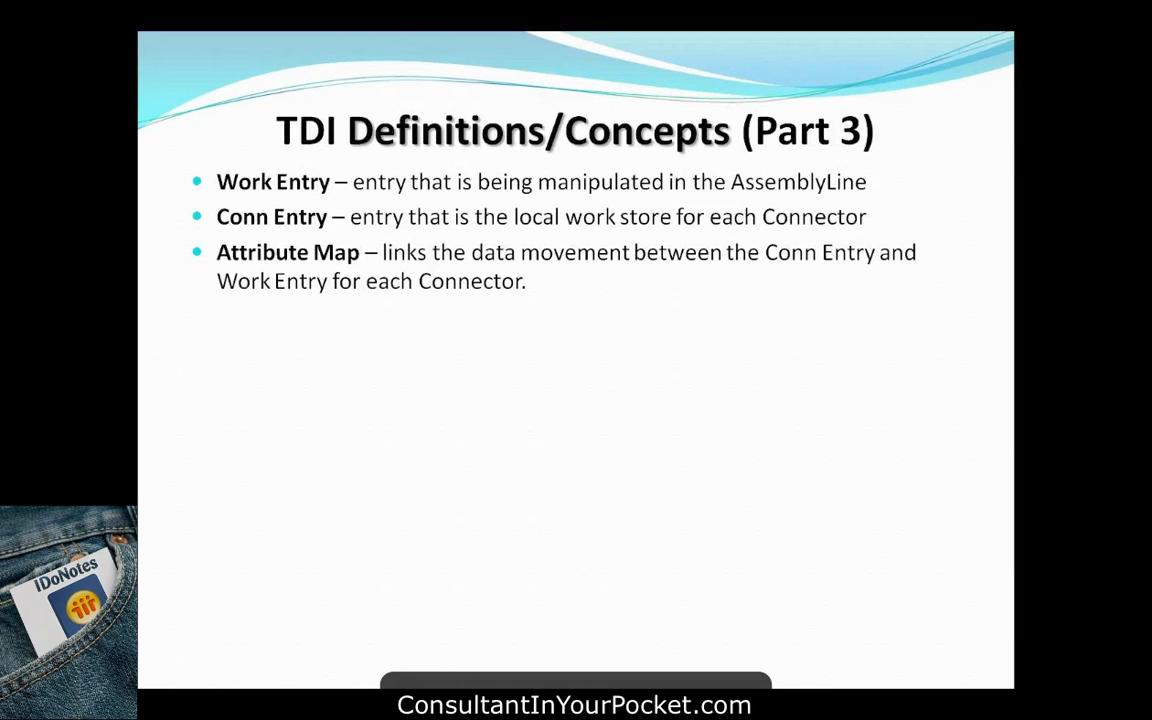 TDI Definitions/Concepts (Part 3)
• Work Entry – entry that is being manipulated in the AssemblyLine
• Conn Entry – entry that is the local work store for each Connector
• Attribute Map – links the data movement between the Conn Entry and
Work Entry for each Connector.
IDoNotes
ConsultantInYourPocket.com